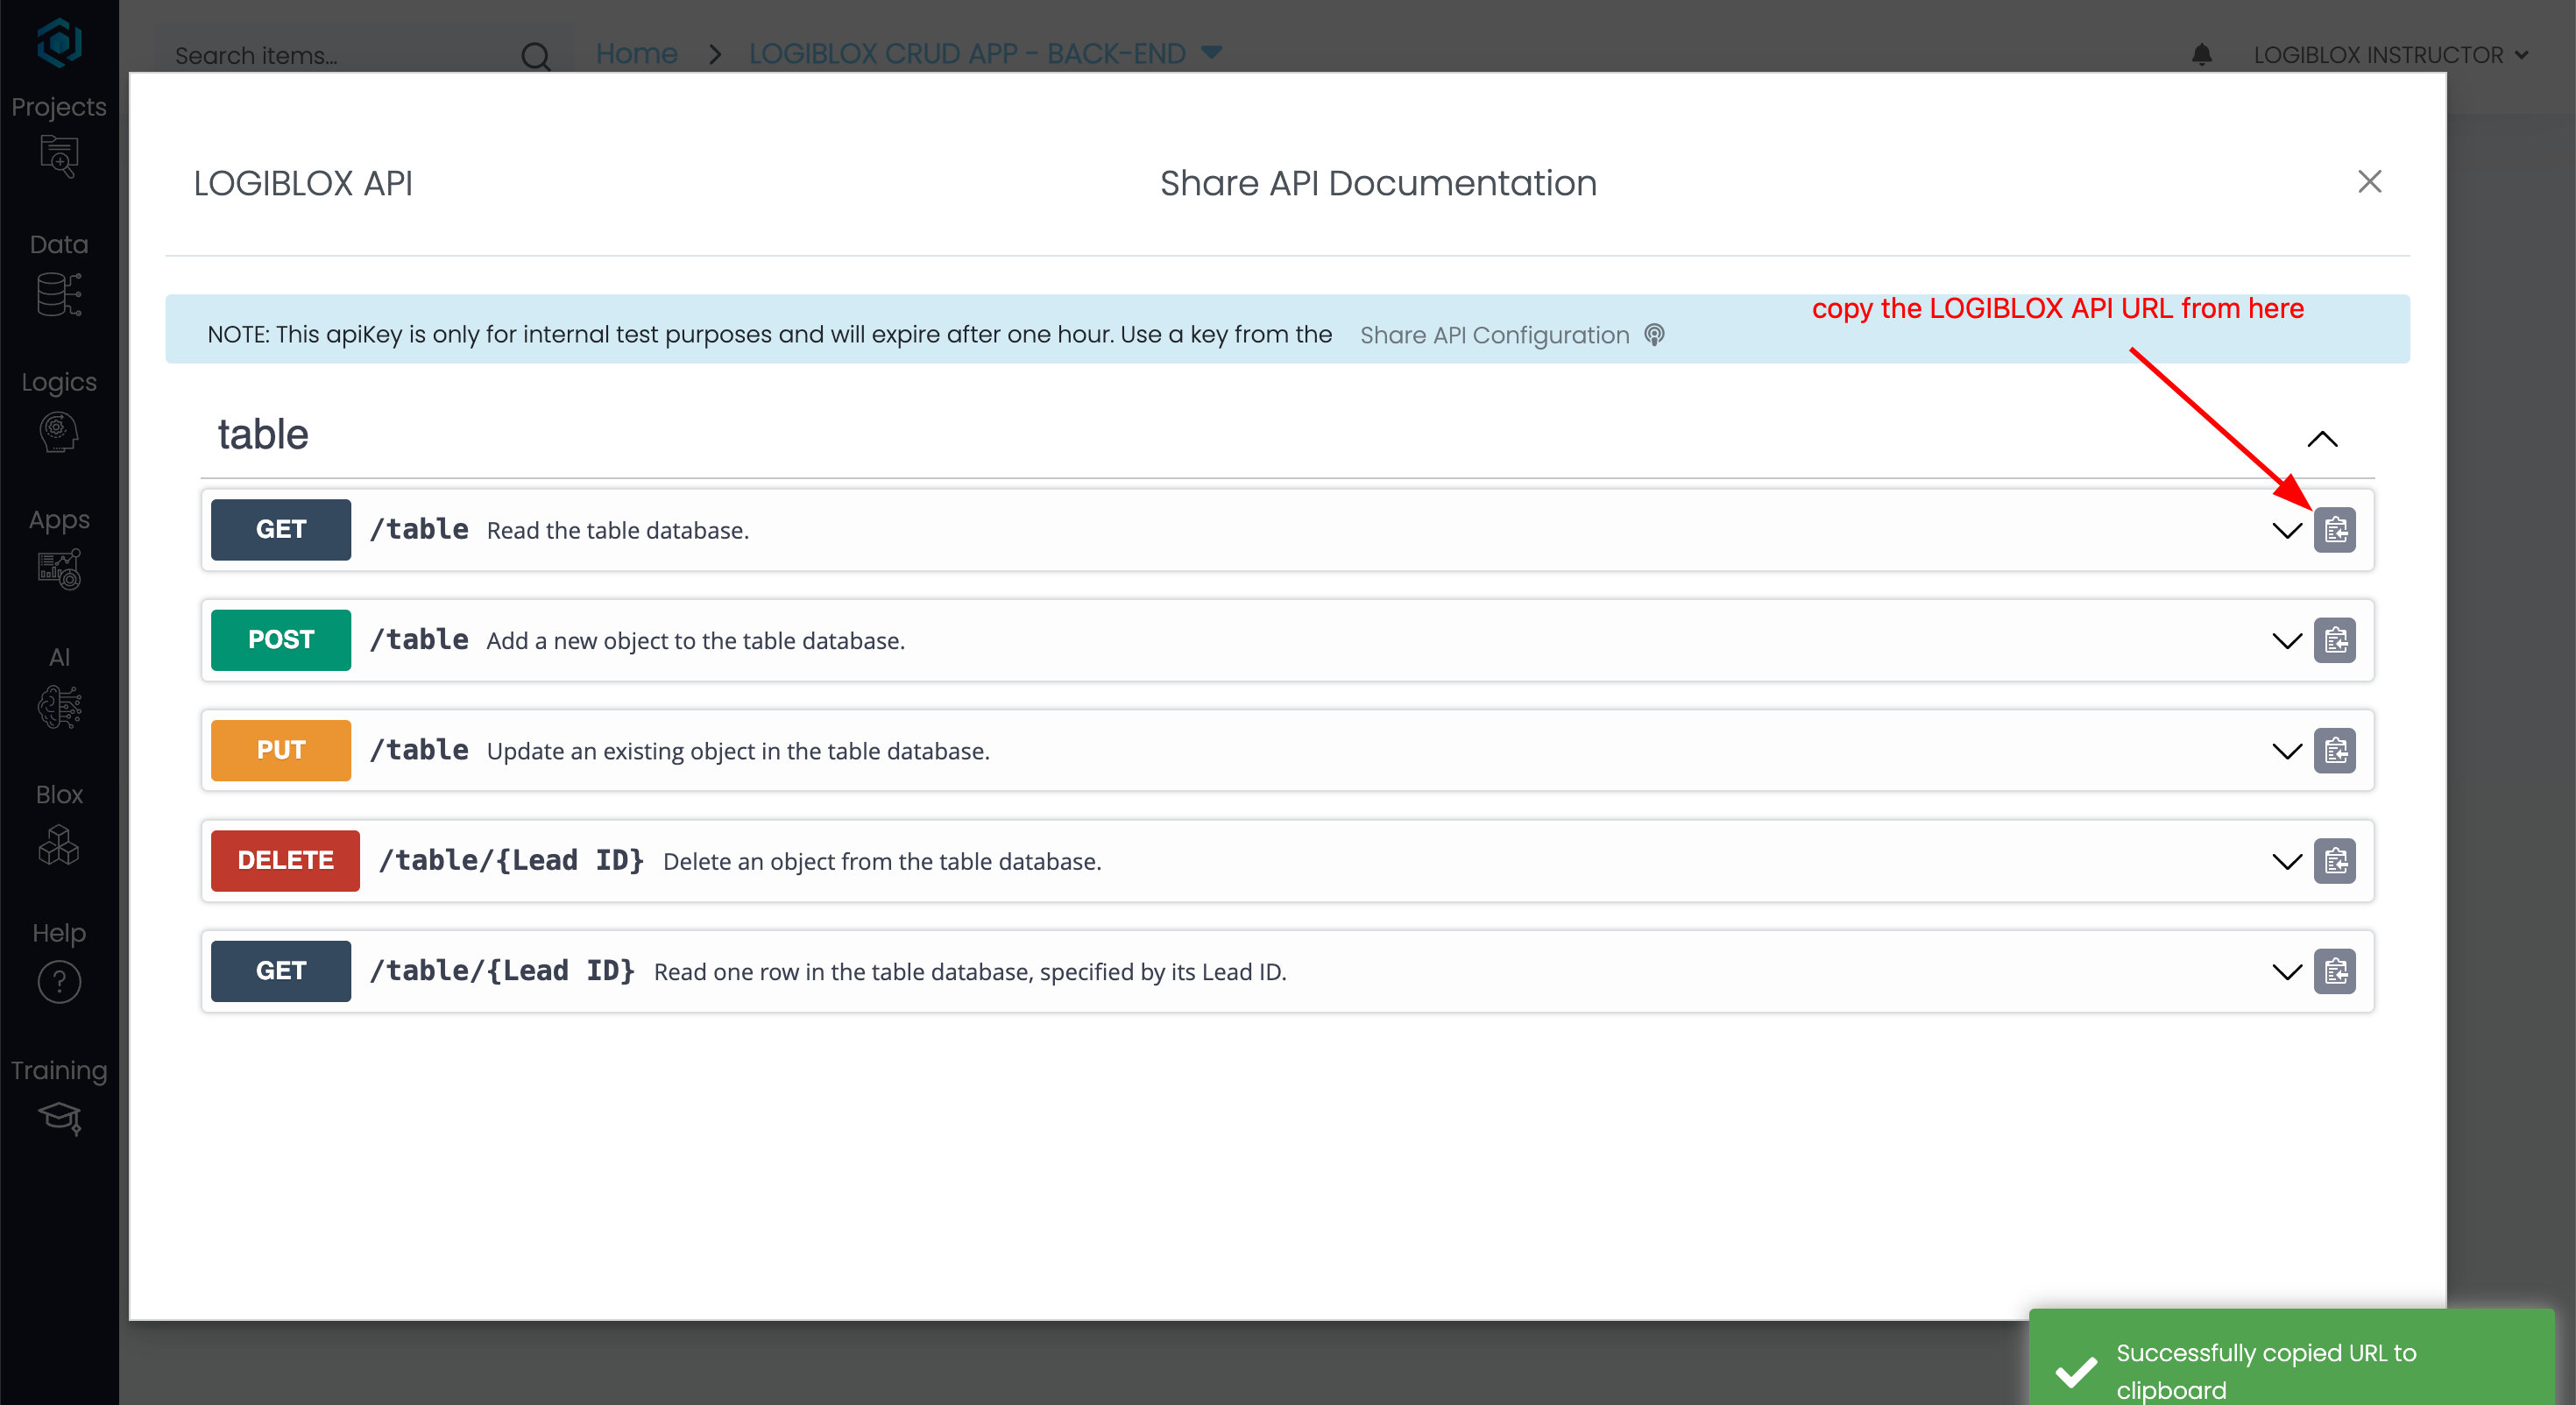 Search items...
Home > LOGIBLOX CRUD APP - BACK-END
LOGIBLOX INSTRUCTOR
Projects
Data
Logics
Apps
AI
Blox
Help
?
Training
LOGIBLOX API
Share API Documentation
copy the LOGIBLOX API URL from here
NOTE: This apiKey is only for internal test purposes and will expire after one hour. Use a key from the Share API Configuration
table
GET /table Read the table database.
POST /table Add a new object to the table database.
PUT /table Update an existing object in the table database.
DELETE /table/{Lead ID} Delete an object from the table database.
GET /table/{Lead ID} Read one row in the table database, specified by its Lead ID.
Successfully copied URL to
clipboard